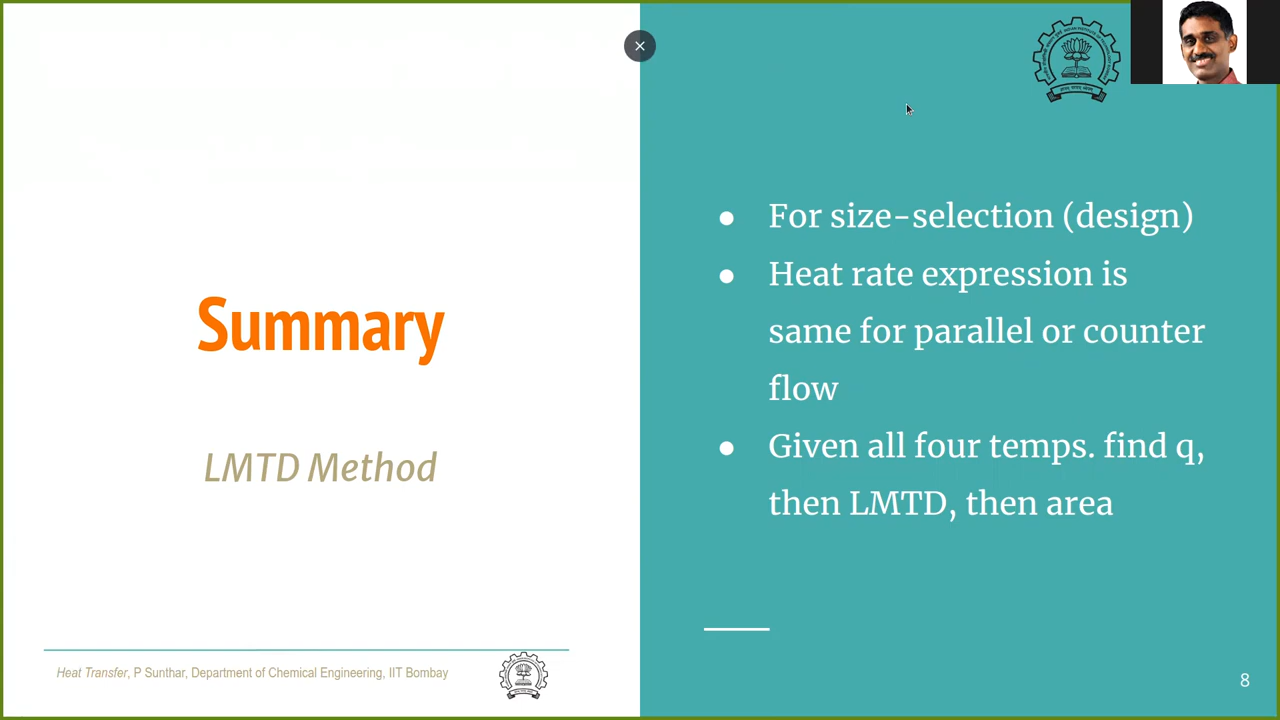 Summary
LMTD Method
● For size-selection (design)
● Heat rate expression is
same for parallel or counter
flow
● Given all four temps. find q,
then LMTD, then area
Heat Transfer, P Sunthar, Department of Chemical Engineering, IIT Bombay
8